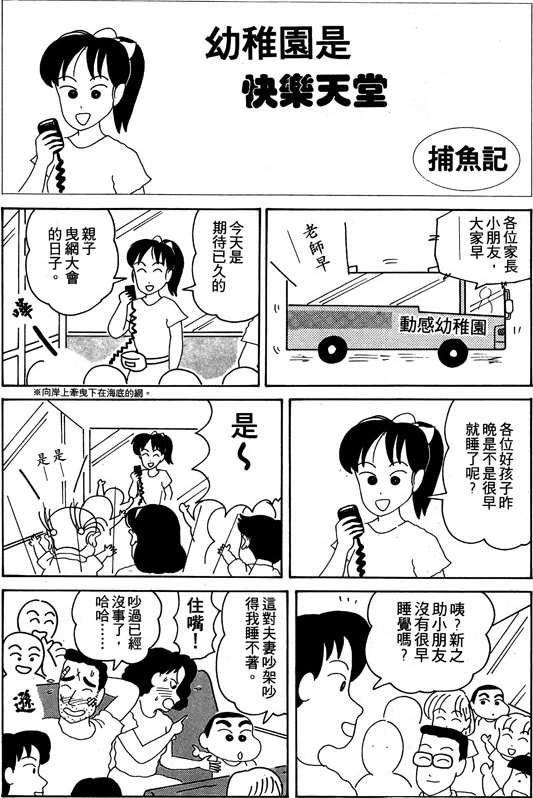 幼稚園是
快樂天堂
捕魚記
各位家長
小朋友，
大家早，
老師早
動感幼稚園
今天是
期待已久的
親子
曳網大會
的日子。
※向岸上牽曳下在海底的網。
各位好孩子昨
晚是不是很早
就睡了呢？
是～
是是
咦？新之
助小朋友
沒有很早
睡覺嗎？
這對夫妻吵架吵
得我睡不著。
住嘴！
吵過已經
沒事了，
哈哈……
遜